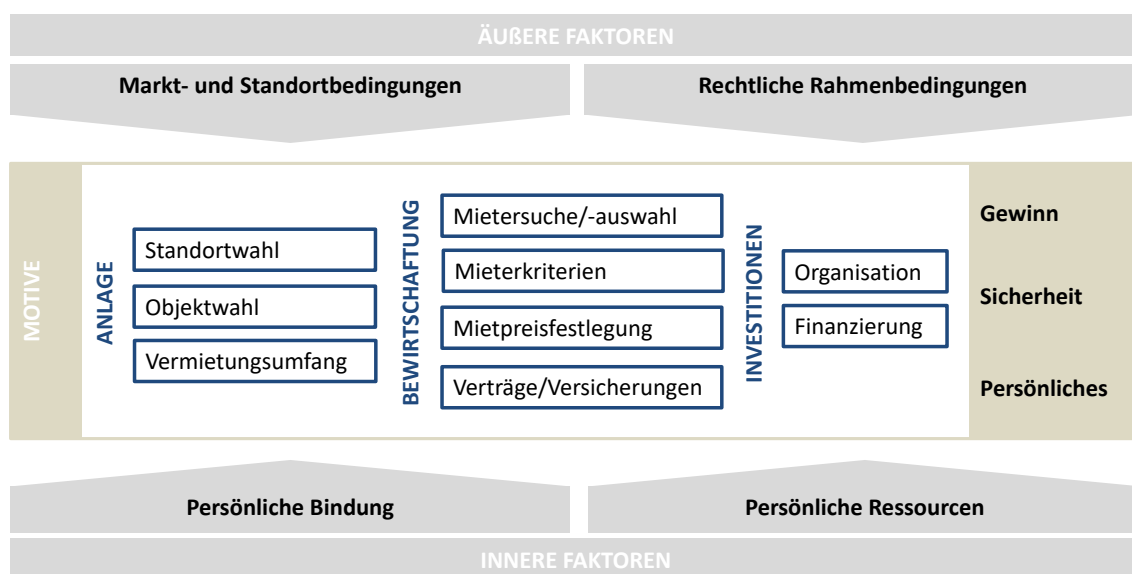 ÄUßERE FAKTOREN
Markt- und Standortbedingungen
Rechtliche Rahmenbedingungen
MOTIVE
ANLAGE
Standortwahl
Objektwahl
Vermietungsumfang
BEWIRTSCHAFTUNG
Mietersuche/-auswahl
Mieterkriterien
Mietpreisfestlegung
Verträge/Versicherungen
INVESTITIONEN
Organisation
Finanzierung
Gewinn
Sicherheit
Persönliches
Persönliche Bindung
Persönliche Ressourcen
INNERE FAKTOREN